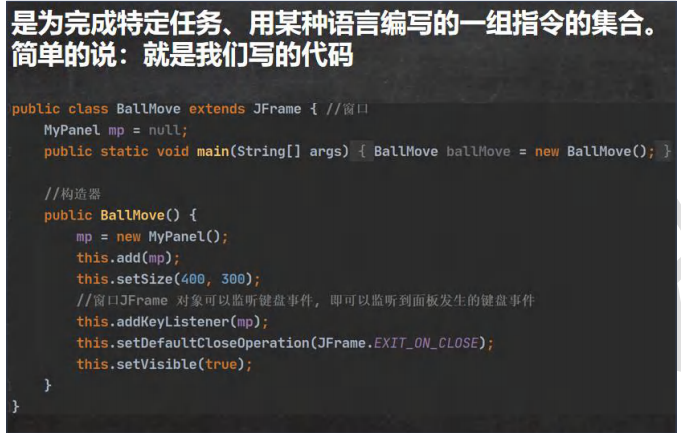 是为完成特定任务、用某种语言编写的一组指令的集合。
简单的说：就是我们写的代码
public class BallMove extends JFrame { //窗口
    MyPanel mp = null;
    public static void main(String[] args) { BallMove ballMove = new BallMove(); }
    //构造器
    public BallMove() {
        mp = new MyPanel();
        this.add(mp);
        this.setSize(400, 300);
        //窗口JFrame 对象可以监听键盘事件, 即可以监听到面板发生的键盘事件
        this.addKeyListener(mp);
        this.setDefaultCloseOperation(JFrame.EXIT_ON_CLOSE);
        this.setVisible(true);
    }
}